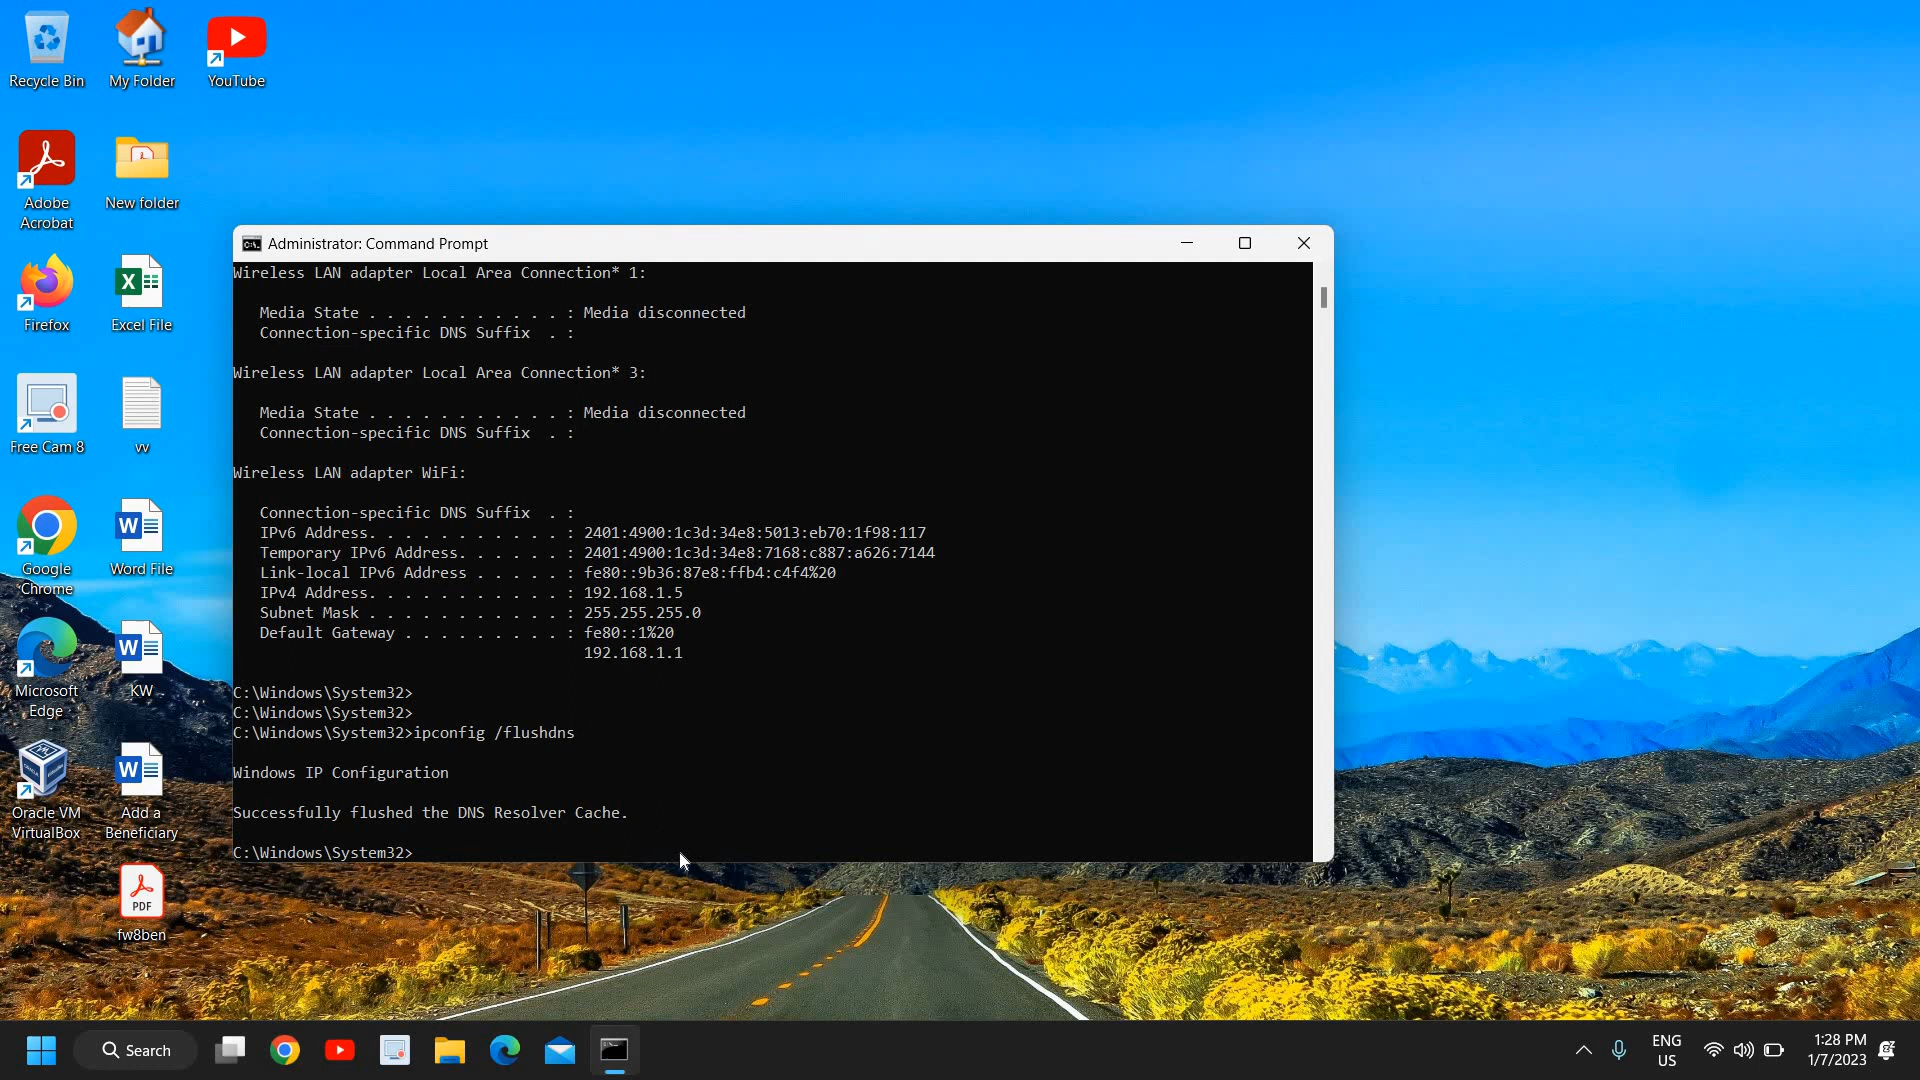 Recycle Bin
My Folder
YouTube
Adobe
Acrobat
New folder
Firefox
Excel File
Free Cam 8
vv
Google
Chrome
Word File
Microsoft
Edge
KW
Oracle VM
VirtualBox
Add a
Beneficiary
PDF
fw8ben
Administrator: Command Prompt
Wireless LAN adapter Local Area Connection* 1:
Media State . . . . . . . . . . . : Media disconnected
Connection-specific DNS Suffix  . :
Wireless LAN adapter Local Area Connection* 3:
Media State . . . . . . . . . . . : Media disconnected
Connection-specific DNS Suffix  . :
Wireless LAN adapter WiFi:
Connection-specific DNS Suffix  . :
IPv6 Address. . . . . . . . . . . : 2401:4900:1c3d:34e8:5013:eb70:1f98:117
Temporary IPv6 Address. . . . . . : 2401:4900:1c3d:34e8:7168:c887:a626:7144
Link-local IPv6 Address . . . . . : fe80::9b36:87e8:ffb4:c4f4%20
IPv4 Address. . . . . . . . . . . : 192.168.1.5
Subnet Mask . . . . . . . . . . . : 255.255.255.0
Default Gateway . . . . . . . . . : fe80::1%20
192.168.1.1
C:\Windows\System32>
C:\Windows\System32>
C:\Windows\System32>ipconfig /flushdns
Windows IP Configuration
Successfully flushed the DNS Resolver Cache.
C:\Windows\System32>
Search
ENG
US
1:28 PM
1/7/2023